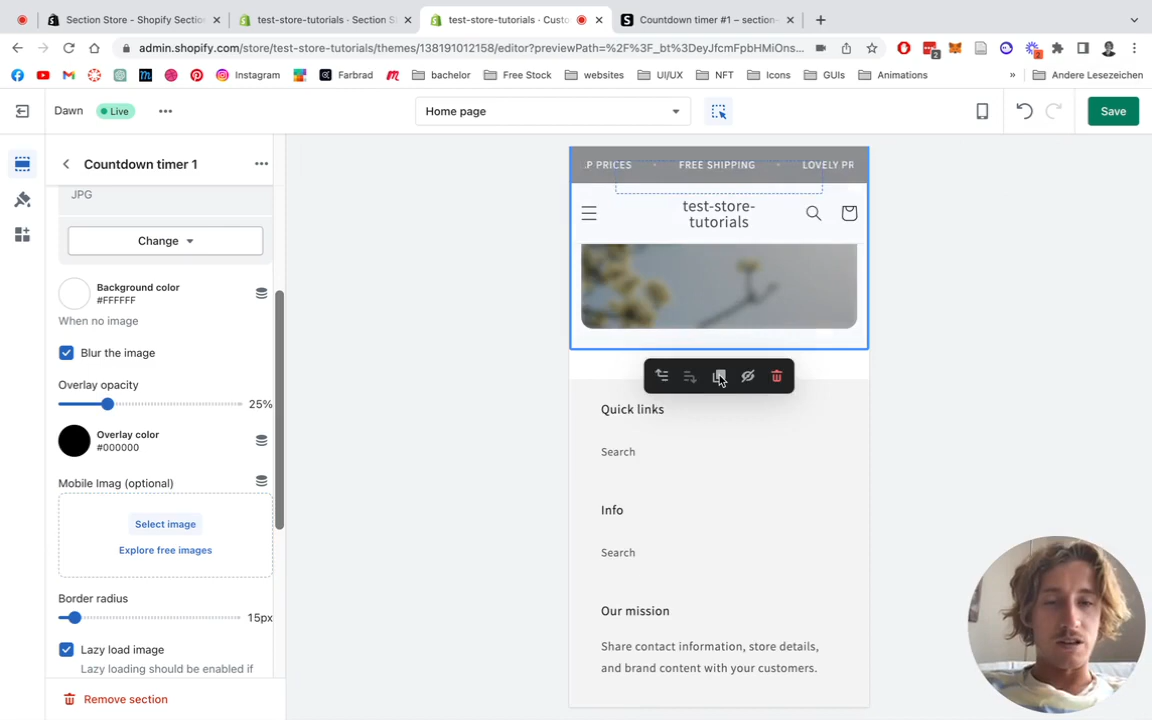 Section Store - Shopify Section
test-store-tutorials · Section S
test-store-tutorials · Custo
Countdown timer #1 – section-
admin.shopify.com/store/test-store-tutorials/themes/138191012158/editor?previewPath=%2F%3F_bt%3DeyJfcmFpbHMiOns...
Instagram
Farbrad
bachelor
Free Stock
websites
UI/UX
NFT
Icons
GUIs
Animations
»
Andere Lesezeichen
Dawn
Live
Home page
Save
Countdown timer 1
JPG
Change
Background color
#FFFFFF
When no image
Blur the image
Overlay opacity
25%
Overlay color
#000000
Mobile Imag (optional)
Select image
Explore free images
Border radius
15px
Lazy load image
Lazy loading should be enabled if
Remove section
P PRICES
FREE SHIPPING
LOVELY PR
test-store-
tutorials
Quick links
Search
Info
Search
Our mission
Share contact information, store details,
and brand content with your customers.